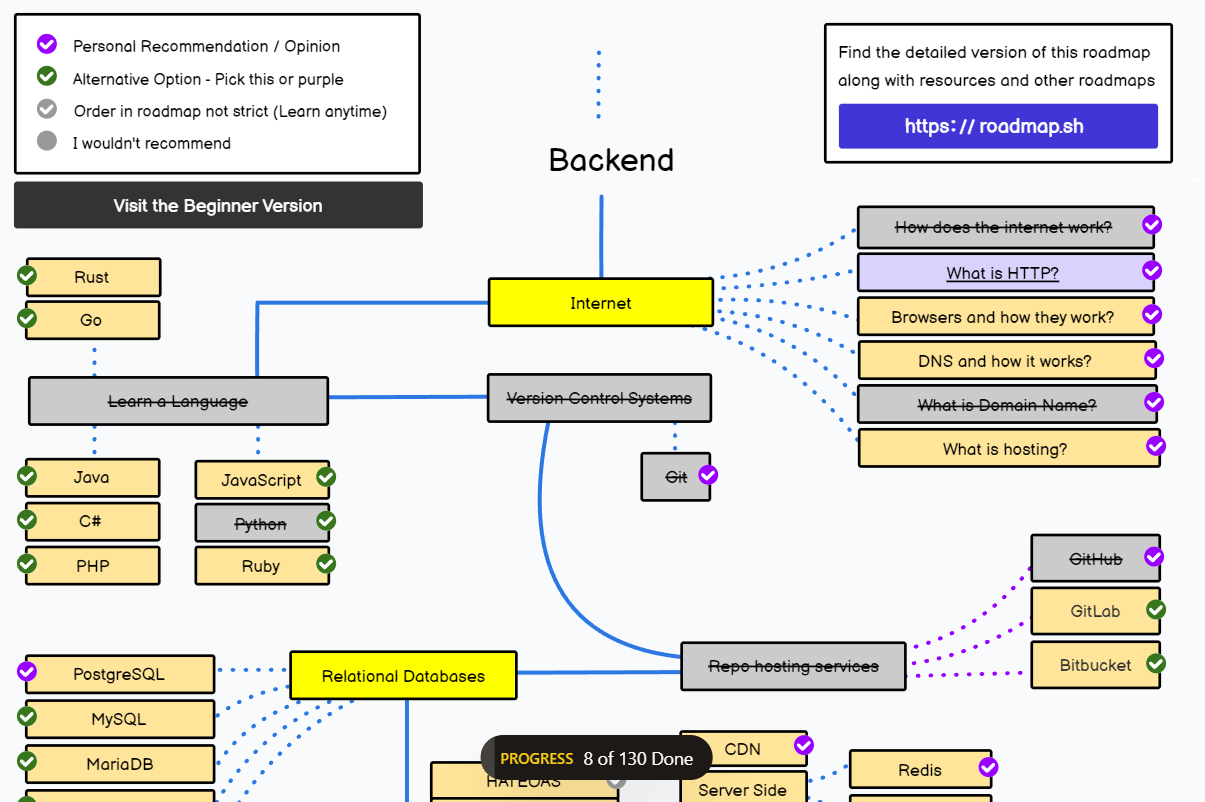 Personal Recommendation / Opinion
Alternative Option - Pick this or purple
Order in roadmap not strict (Learn anytime)
I wouldn't recommend
Visit the Beginner Version
Find the detailed version of this roadmap
along with resources and other roadmaps
https://roadmap.sh
Backend
Internet
How does the internet work?
What is HTTP?
Browsers and how they work?
DNS and how it works?
What is Domain Name?
What is hosting?
Rust
Go
Learn a Language
Version Control Systems
Git
Java
C#
PHP
JavaScript
Python
Ruby
GitHub
GitLab
Bitbucket
Repo hosting services
Relational Databases
PostgreSQL
MySQL
MariaDB
PROGRESS 8 of 130 Done
HATEOAS
CDN
Server Side
Redis